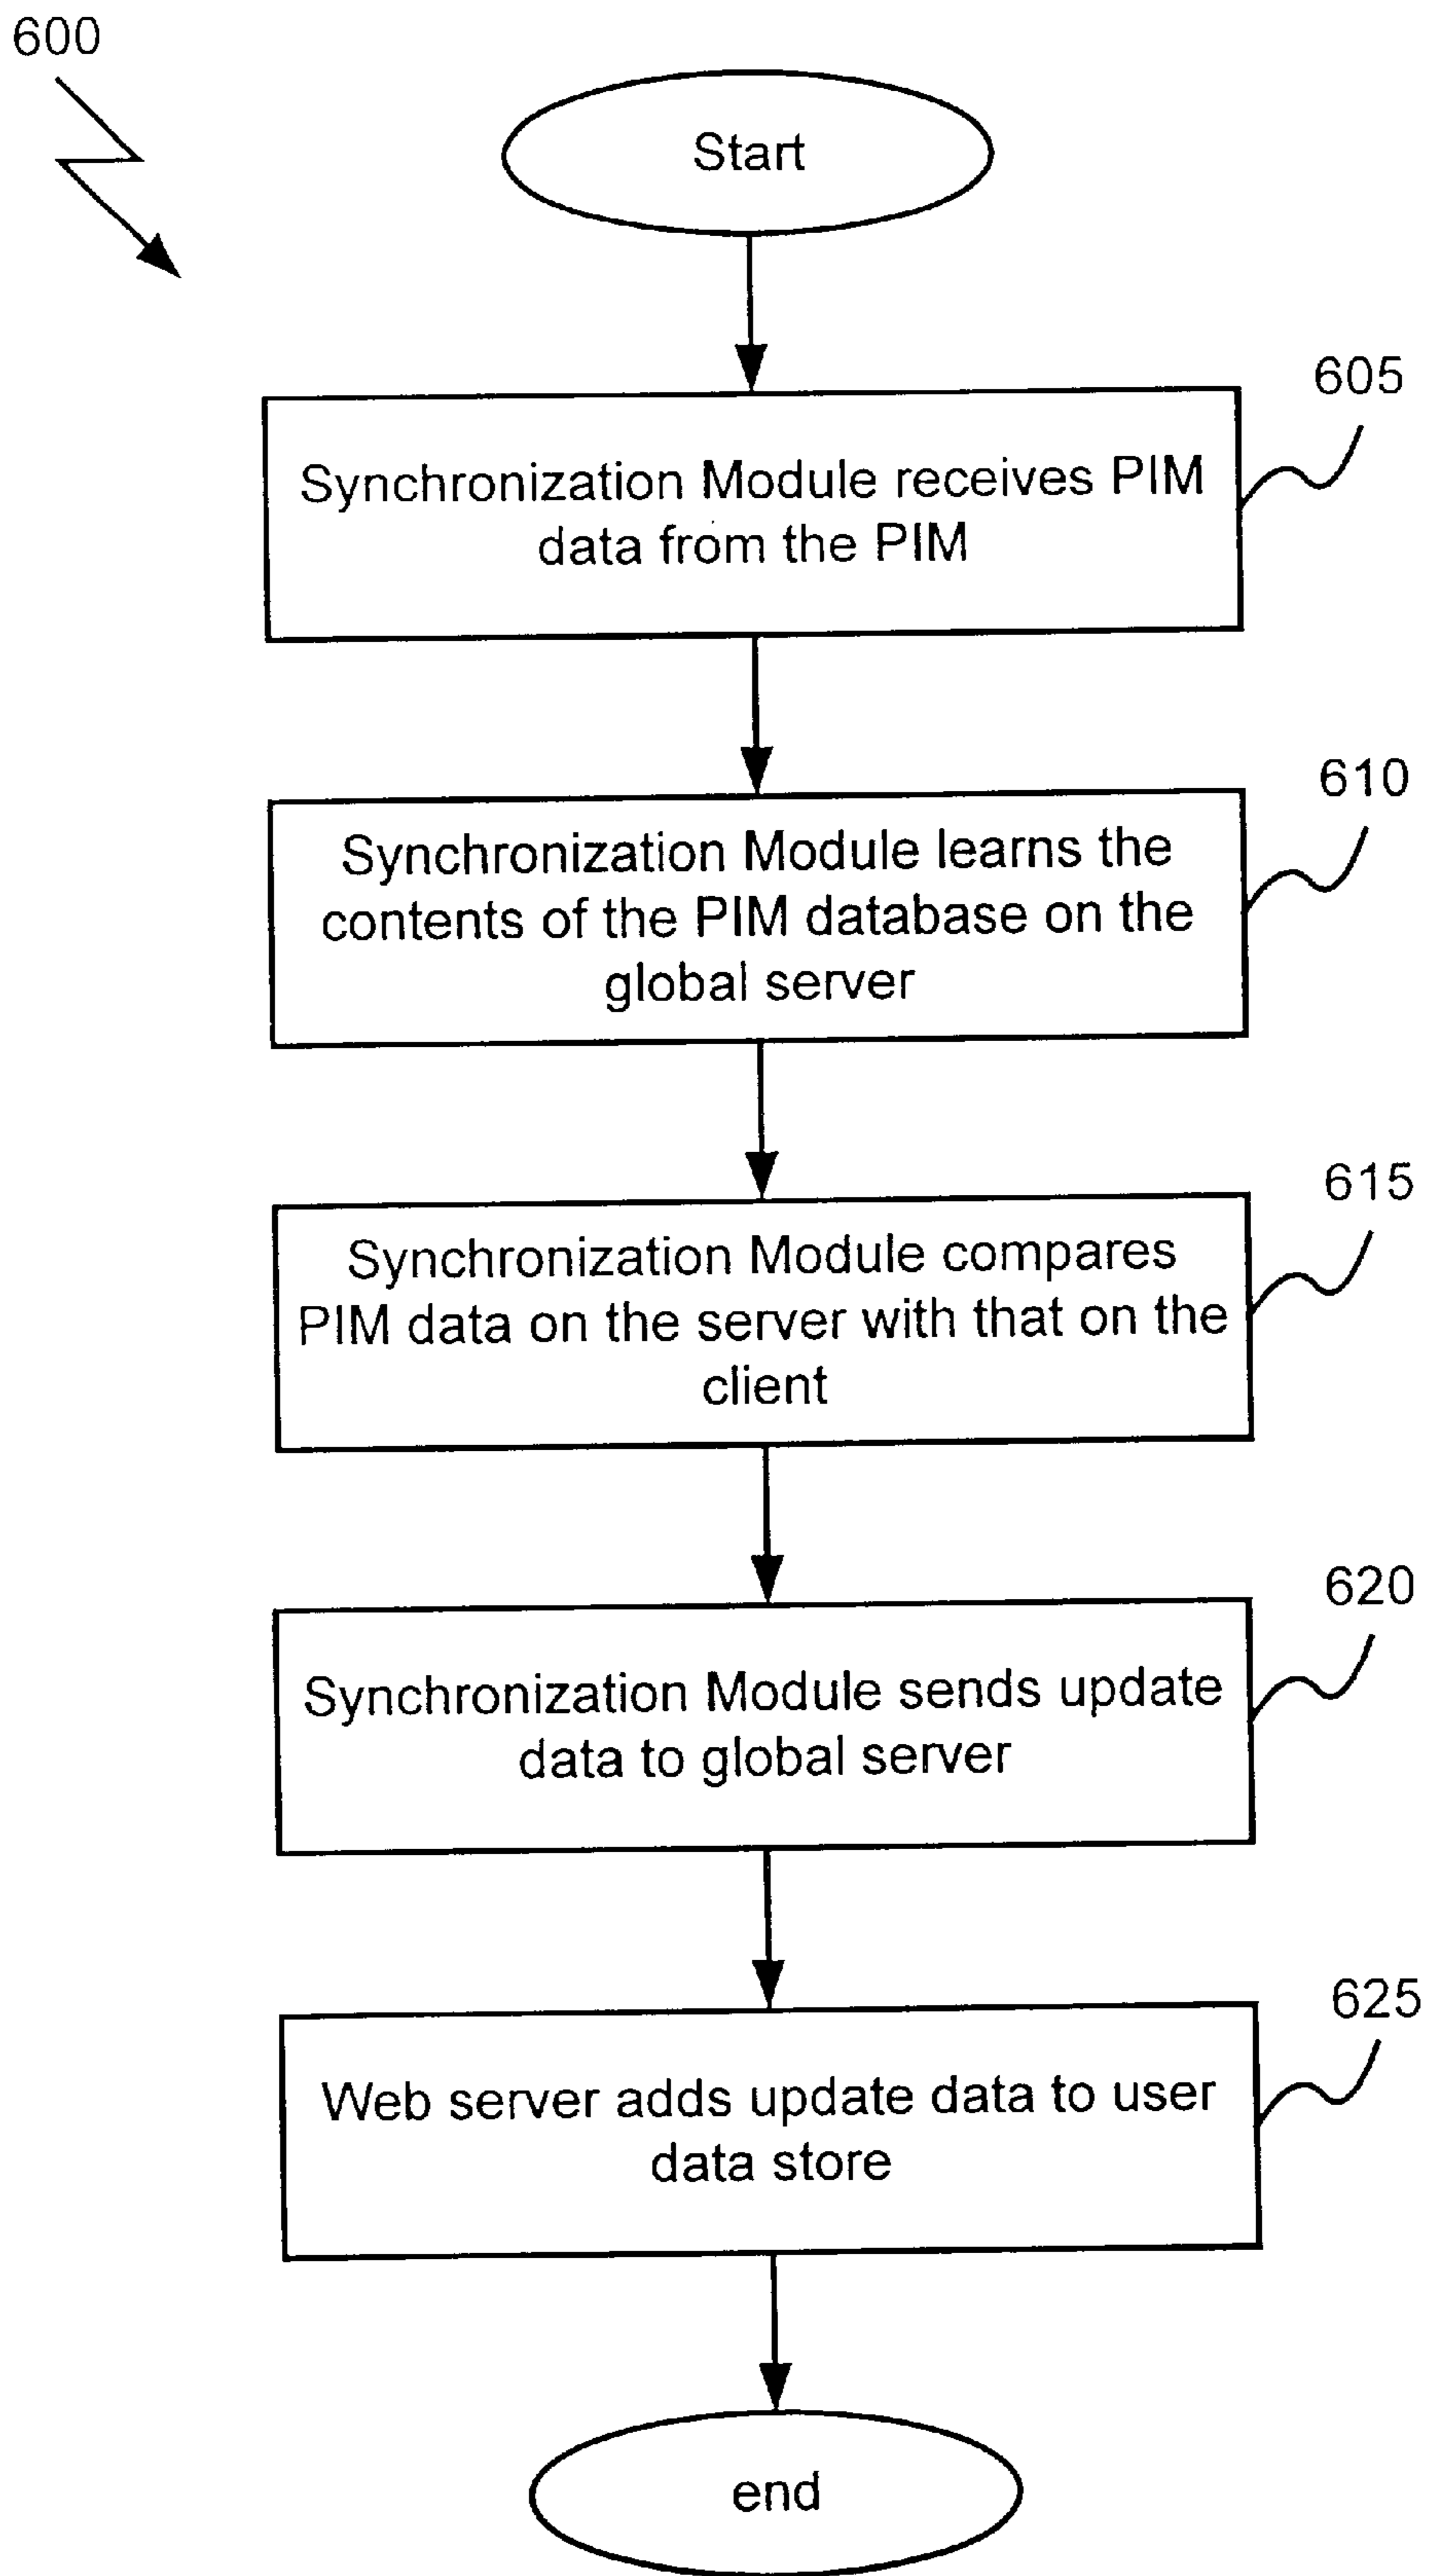 600
Start
605
Synchronization Module receives PIM
data from the PIM
610
Synchronization Module learns the
contents of the PIM database on the
global server
615
Synchronization Module compares
PIM data on the server with that on the
client
620
Synchronization Module sends update
data to global server
625
Web server adds update data to user
data store
end